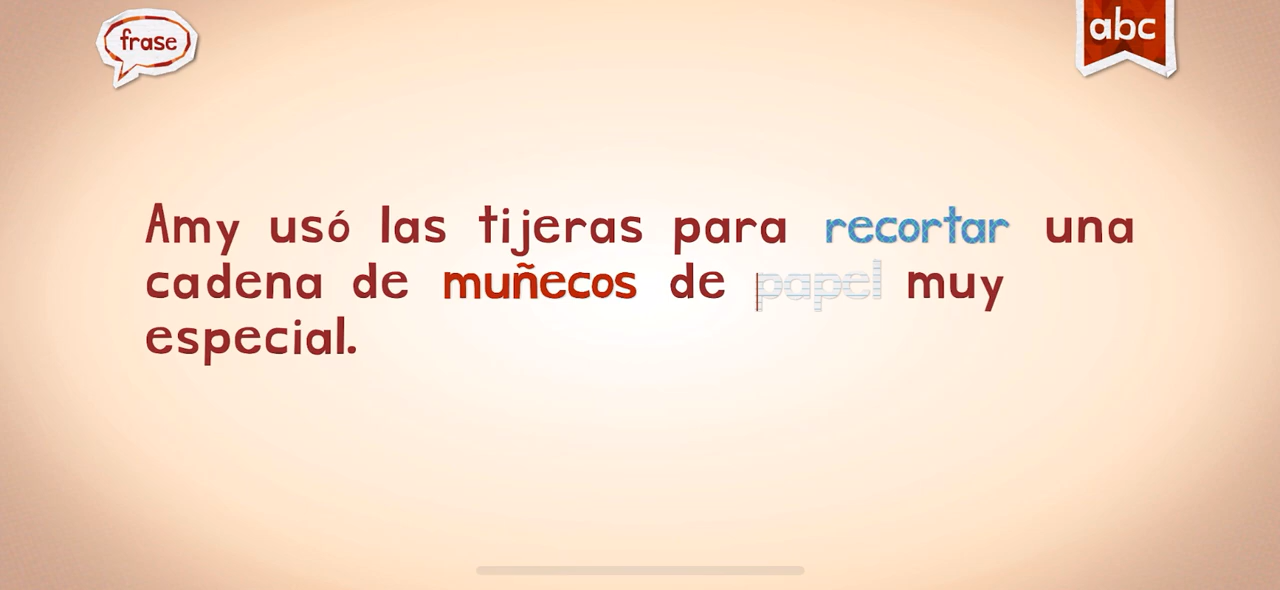 frase
abc
Amy usó las tijeras para recortar una
cadena de muñecos de papel muy
especial.